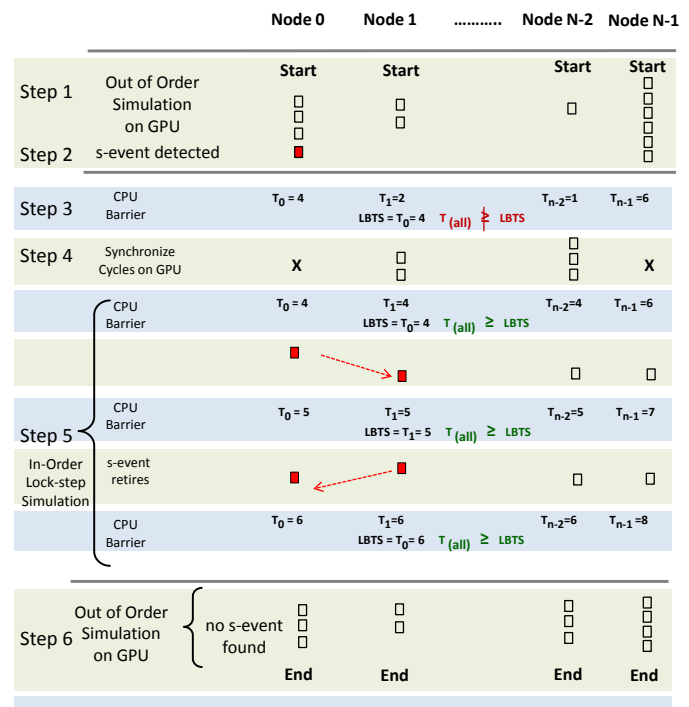 Node 0 Node 1 ........... Node N-2 Node N-1
Start Start Start Start
Step 1 Out of Order
Simulation
on GPU
Step 2 s-event detected
Step 3 CPU
Barrier
T0 = 4 T1=2 Tn-2=1 Tn-1 =6
LBTS = T0= 4 T (all) ≱ LBTS
Step 4 Synchronize
Cycles on GPU
X X
CPU
Barrier
T0 = 4 T1=4 Tn-2=4 Tn-1 =6
LBTS = T0= 4 T (all) ≥ LBTS
Step 5
CPU
Barrier
T0 = 5 T1=5 Tn-2=5 Tn-1 =7
LBTS = T1= 5 T (all) ≥ LBTS
In-Order
Lock-step
Simulation
s-event
retires
CPU
Barrier
T0 = 6 T1=6 Tn-2=6 Tn-1 =8
LBTS = T0= 6 T (all) ≥ LBTS
Step 6 Out of Order
Simulation
on GPU
no s-event
found
End End End End